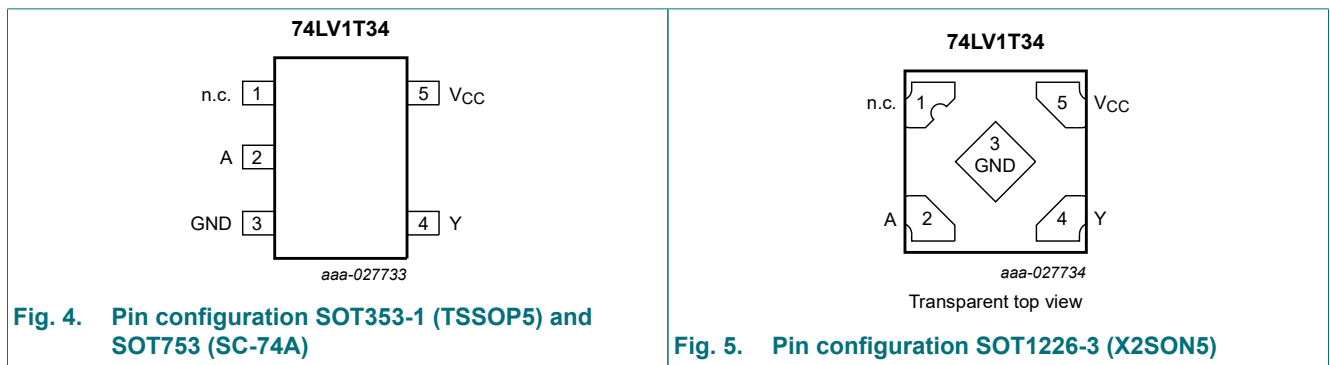 74LV1T34
n.c. 1
5 VCC
A 2
GND 3
4 Y
aaa-027733
Fig. 4. Pin configuration SOT353-1 (TSSOP5) and
SOT753 (SC-74A)
74LV1T34
n.c. 1
5 VCC
3
GND
A 2
4 Y
aaa-027734
Transparent top view
Fig. 5. Pin configuration SOT1226-3 (X2SON5)